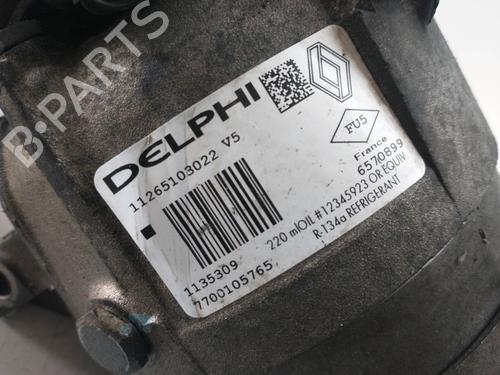 DELPHI
11265103022 V5
FU5
France
6570899
220 ml OIL #12345923 OR EQUIV.
R-134a REFRIGERANT
1135309
7700105765
B-PARTS